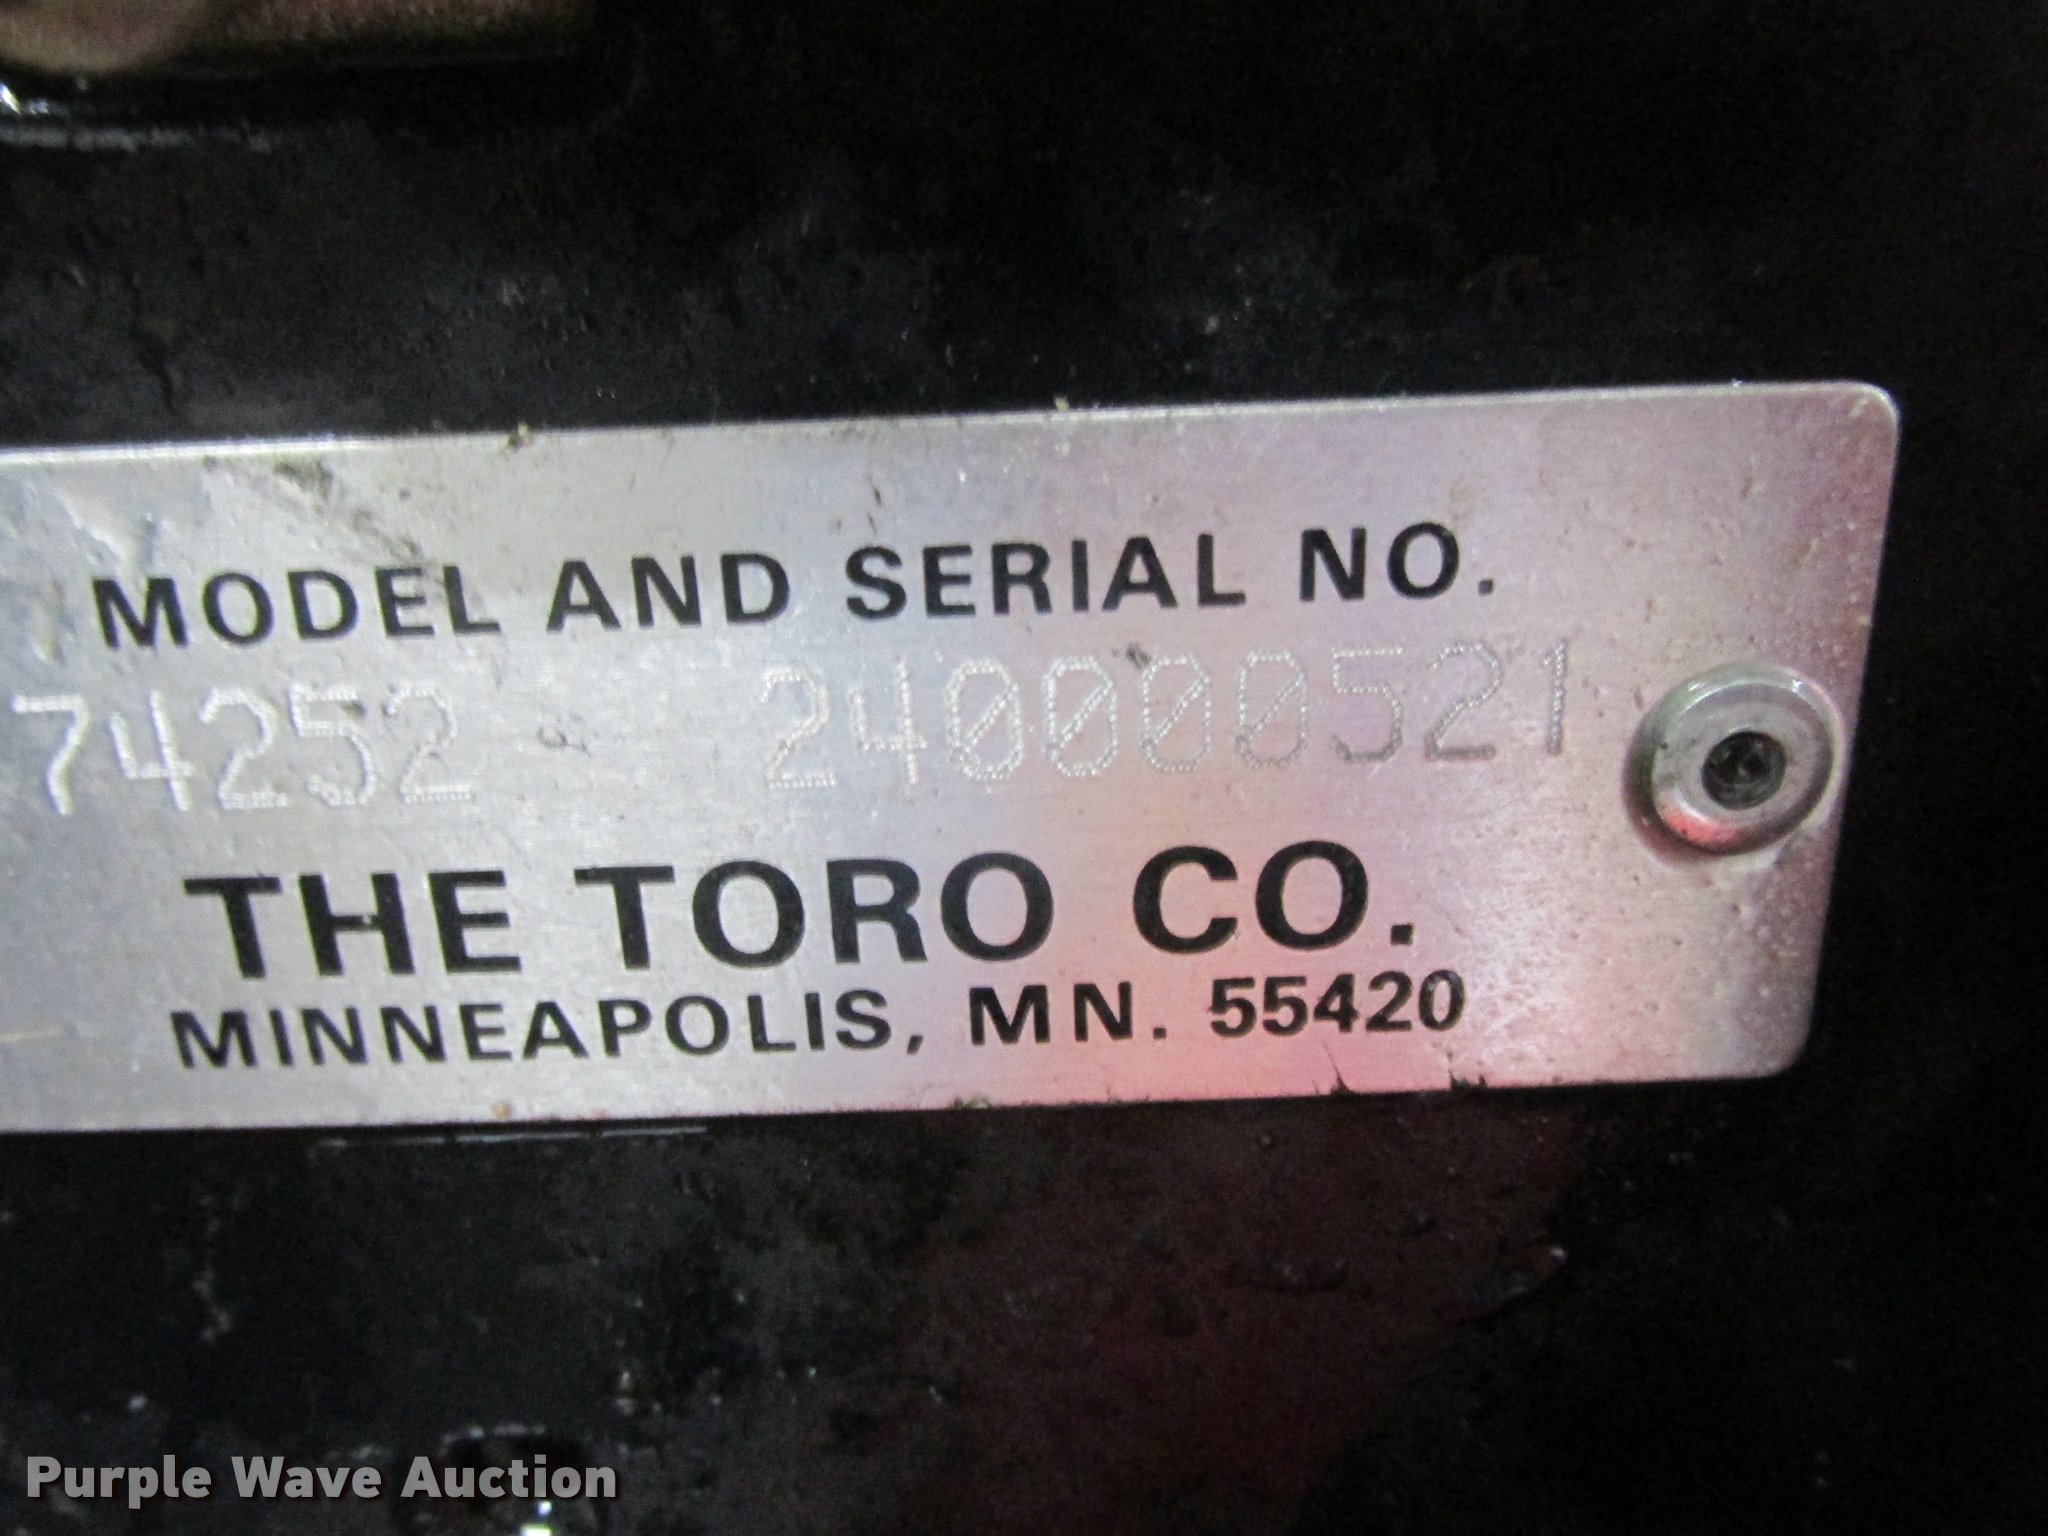 MODEL AND SERIAL NO.
74252 240000521
THE TORO CO.
MINNEAPOLIS, MN. 55420
Purple Wave Auction